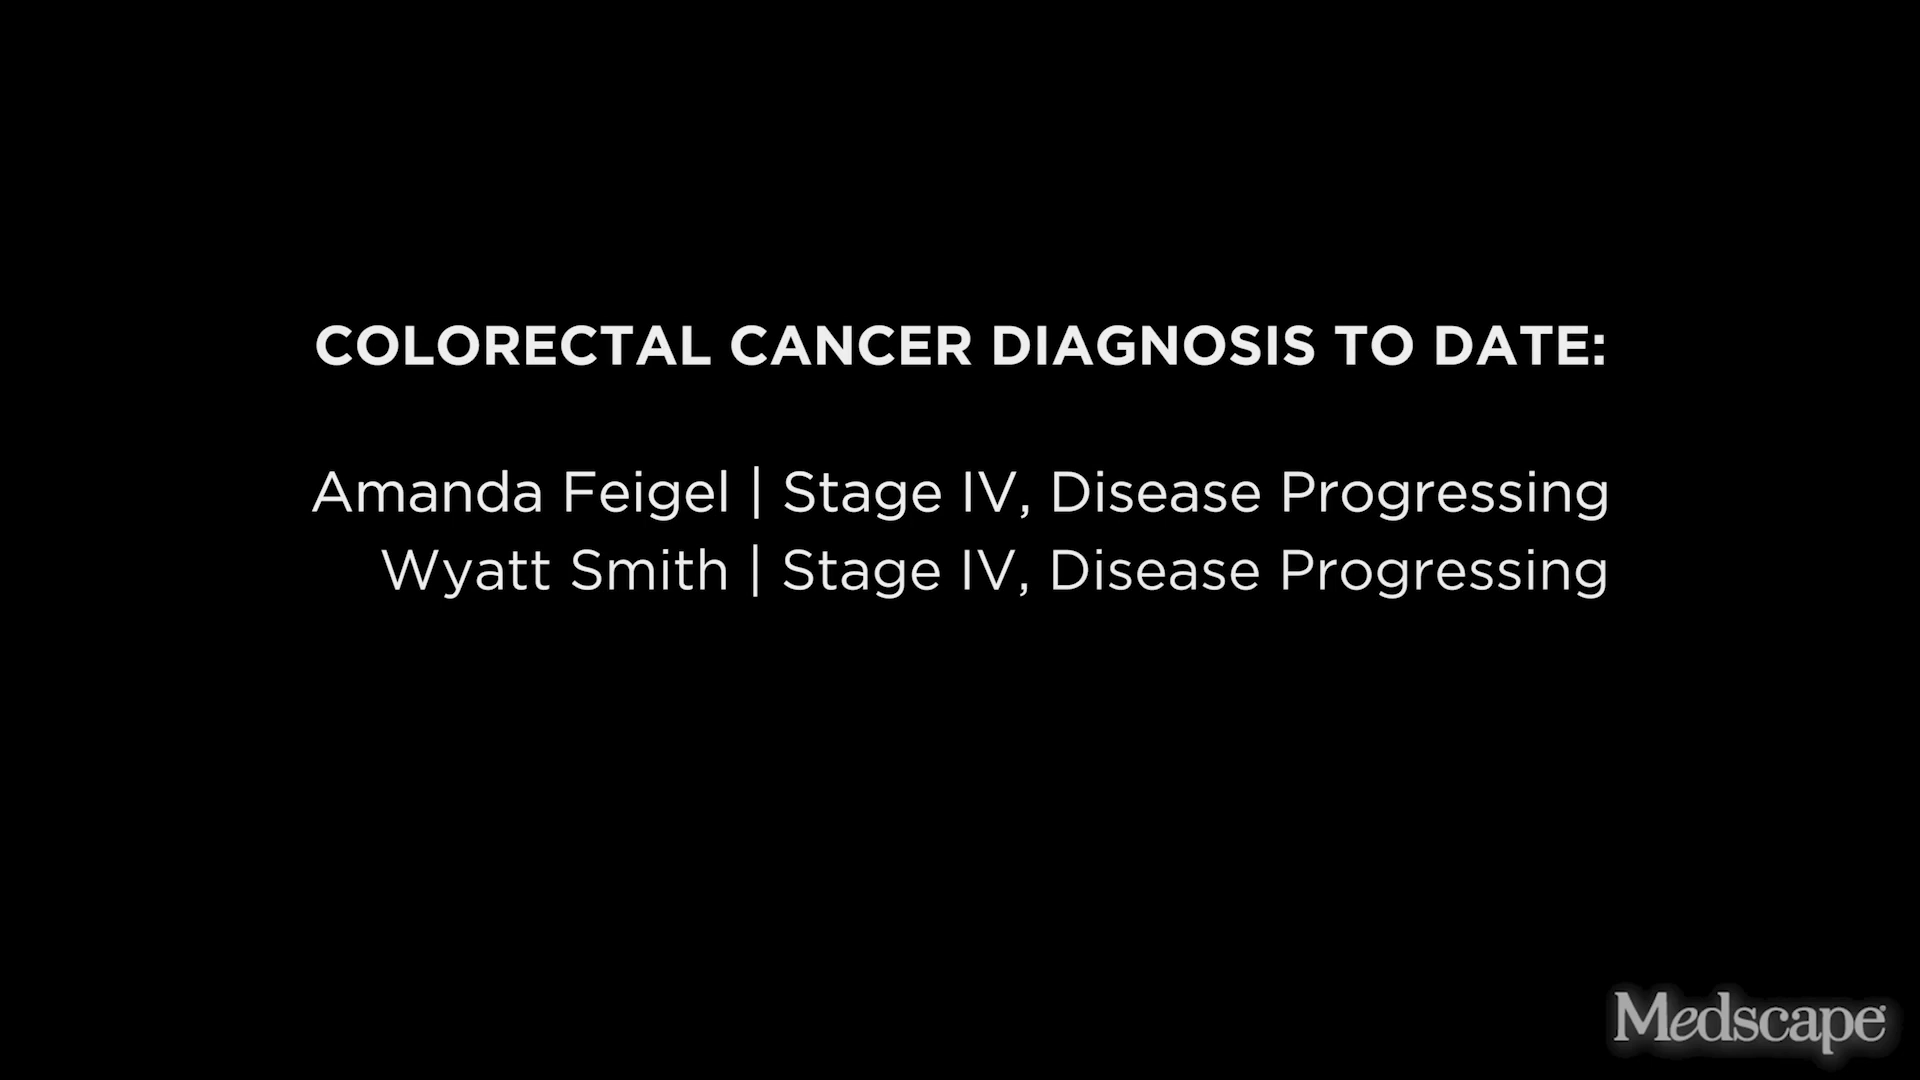 COLORECTAL CANCER DIAGNOSIS TO DATE:
Amanda Feigel | Stage IV, Disease Progressing
Wyatt Smith | Stage IV, Disease Progressing
Medscape